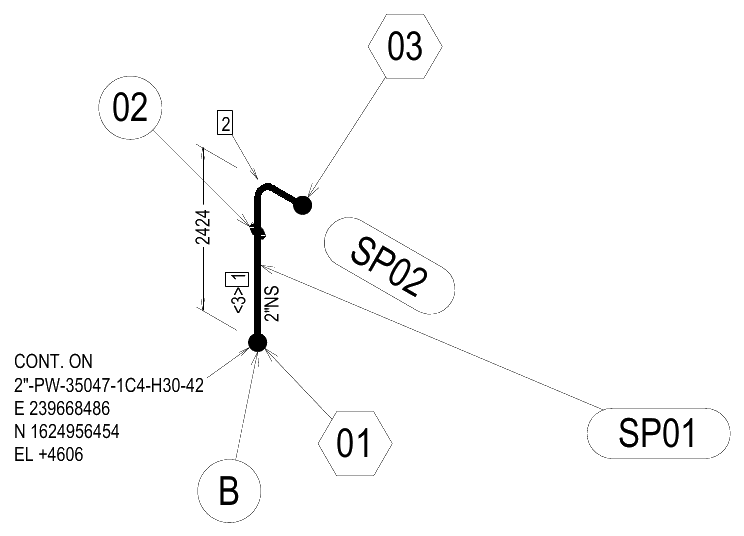 03
02
2
2424
SP02
<3> 1
2"NS
CONT. ON
2"-PW-35047-1C4-H30-42
E 239668486
N 1624956454
EL +4606
SP01
01
B